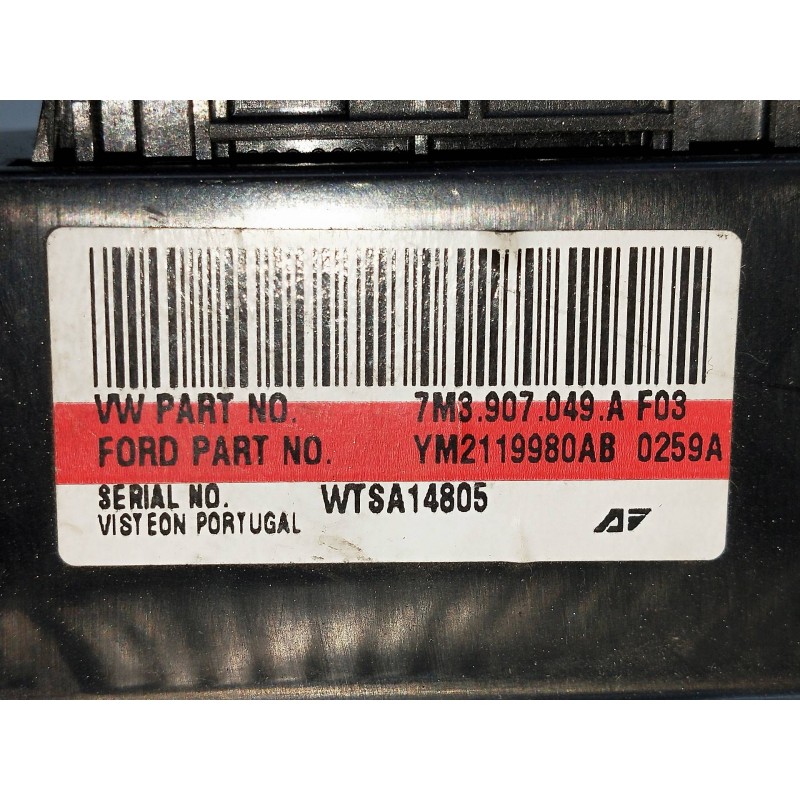 VW PART NO. 7M3.907.049.A F03
FORD PART NO. YM2119980AB 0259A
SERIAL NO. WTSA14805
VISTEON PORTUGAL